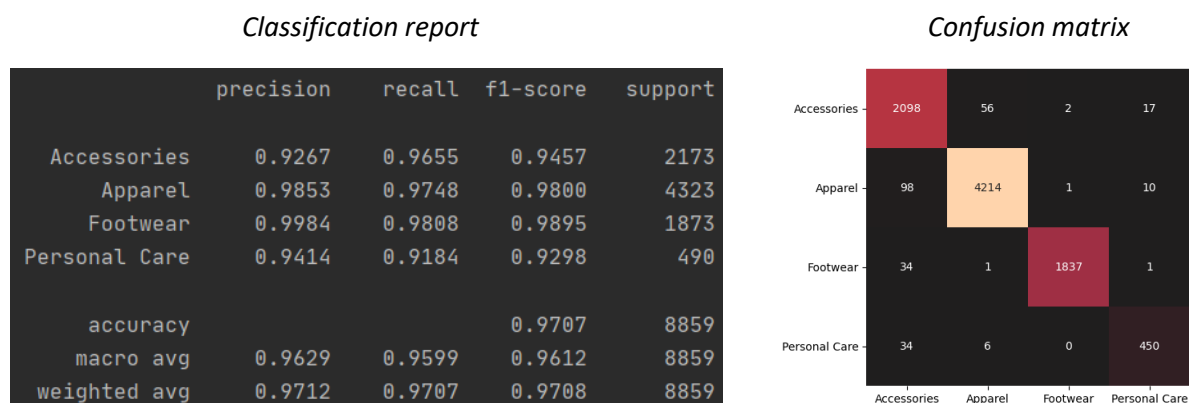 Classification report
precision recall f1-score support
Accessories 0.9267 0.9655 0.9457 2173
Apparel 0.9853 0.9748 0.9800 4323
Footwear 0.9984 0.9808 0.9895 1873
Personal Care 0.9414 0.9184 0.9298 490
accuracy 0.9707 8859
macro avg 0.9629 0.9599 0.9612 8859
weighted avg 0.9712 0.9707 0.9708 8859
Confusion matrix
Accessories 2098 56 2 17
Apparel 98 4214 1 10
Footwear 34 1 1837 1
Personal Care 34 6 0 450
Accessories Apparel Footwear Personal Care